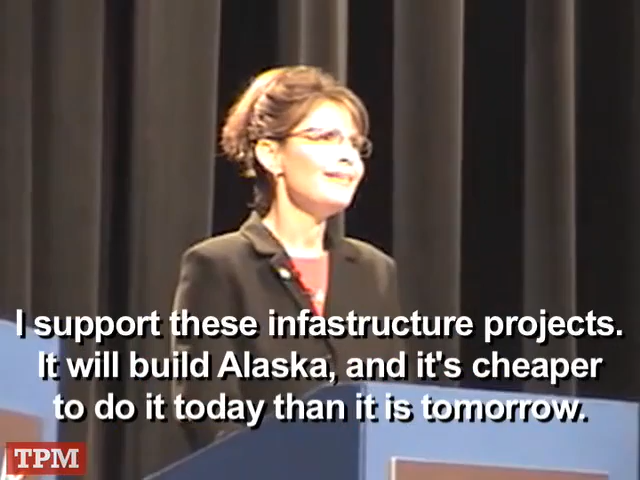 I support these infastructure projects.
It will build Alaska, and it's cheaper
to do it today than it is tomorrow.
TPM